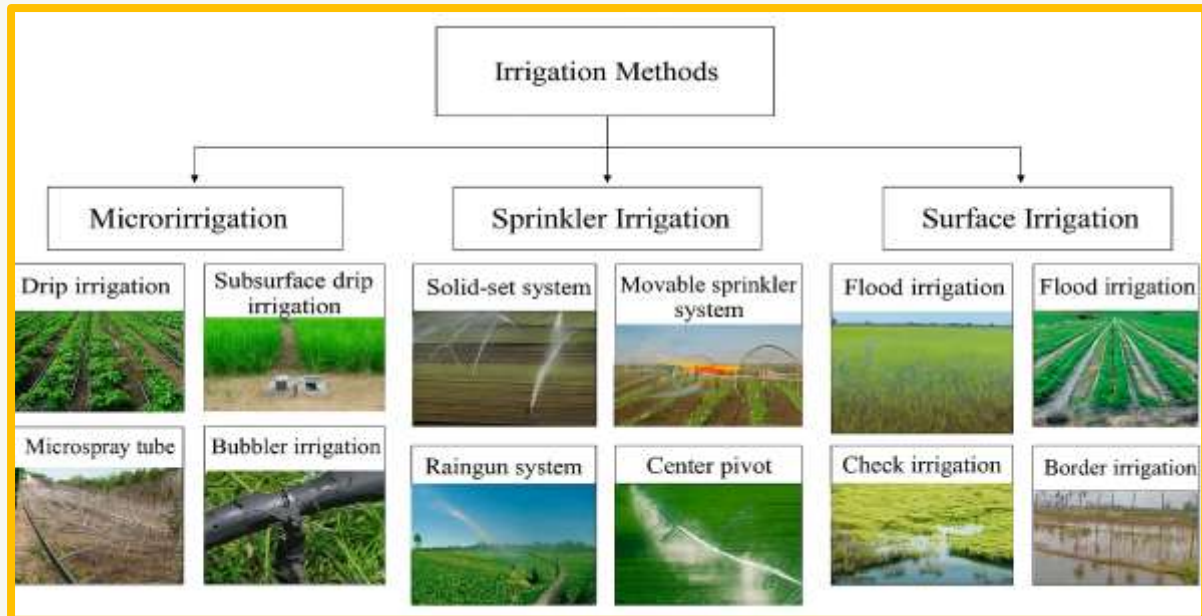 Irrigation Methods
Microrirrigation
Sprinkler Irrigation
Surface Irrigation
Drip irrigation
Subsurface drip
irrigation
Solid-set system
Movable sprinkler
system
Flood irrigation
Flood irrigation
Microspray tube
Bubbler irrigation
Raingun system
Center pivot
Check irrigation
Border irrigation